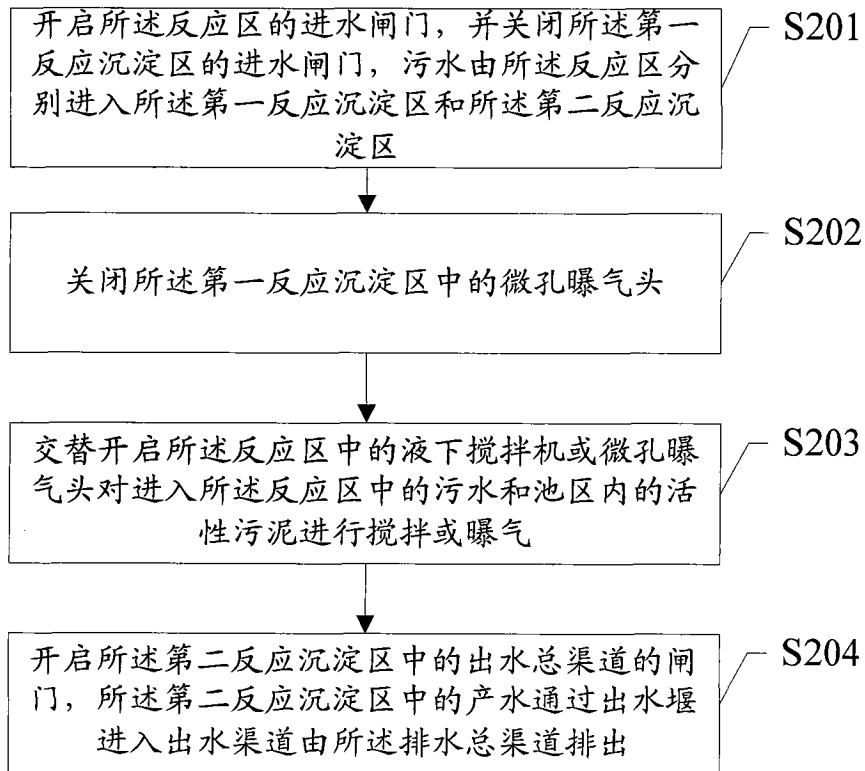 开启所述反应区的进水闸门，并关闭所述第一
反应沉淀区的进水闸门，污水由所述反应区分
别进入所述第一反应沉淀区和所述第二反应沉
淀区
S201
关闭所述第一反应沉淀区中的微孔曝气头
S202
交替开启所述反应区中的液下搅拌机或微孔曝
气头对进入所述反应区中的污水和池区内的活
性污泥进行搅拌或曝气
S203
开启所述第二反应沉淀区中的出水总渠道的闸
门，所述第二反应沉淀区中的产水通过出水堰
进入出水渠道由所述排水总渠道排出
S204